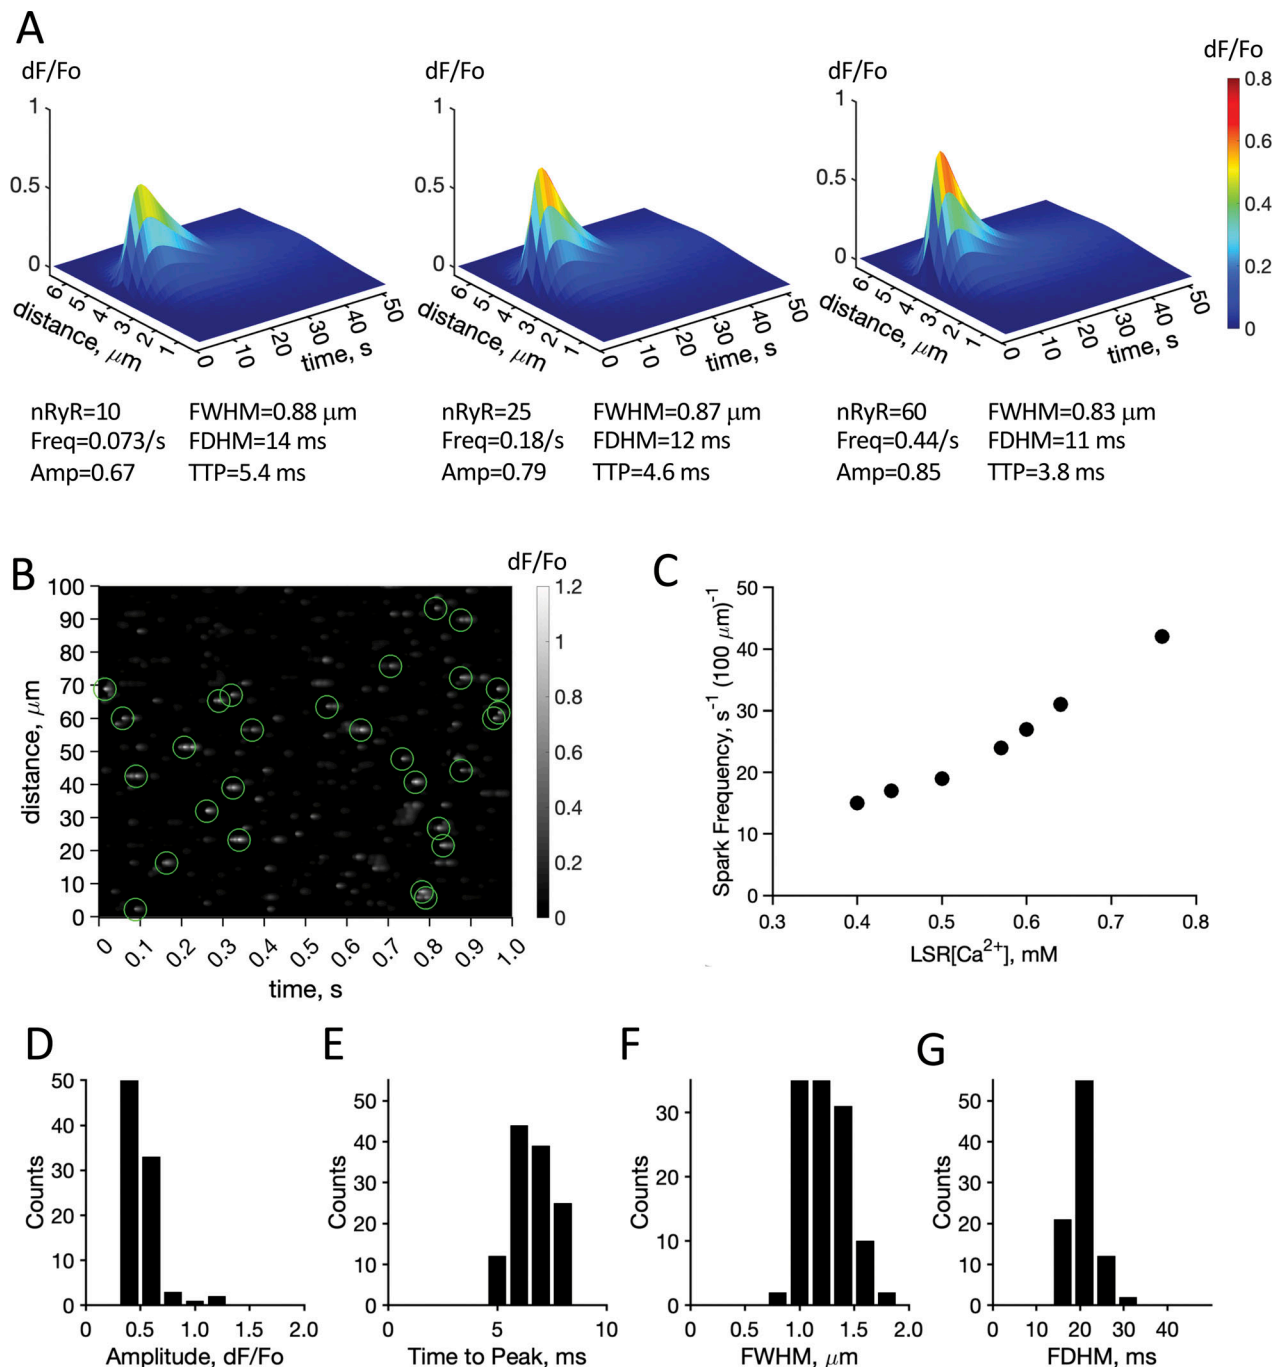 A
dF/Fo
1
0.5
0
6
5
4
3
2
1
distance, μm
0
10
20
30
40
50
time, s
nRyR=10 FWHM=0.88 μm
Freq=0.073/s FDHM=14 ms
Amp=0.67 TTP=5.4 ms
dF/Fo
1
0.5
0
6
5
4
3
2
1
distance, μm
0
10
20
30
40
50
time, s
nRyR=25 FWHM=0.87 μm
Freq=0.18/s FDHM=12 ms
Amp=0.79 TTP=4.6 ms
dF/Fo
1
0.5
0
6
5
4
3
2
1
distance, μm
0
10
20
30
40
50
time, s
nRyR=60 FWHM=0.83 μm
Freq=0.44/s FDHM=11 ms
Amp=0.85 TTP=3.8 ms
dF/Fo
0.8
0.6
0.4
0.2
0
B
dF/Fo
100
90
80
70
60
50
40
30
20
10
0
distance, μm
0 0.1 0.2 0.3 0.4 0.5 0.6 0.7 0.8 0.9 1.0
time, s
1.2
1
0.8
0.6
0.4
0.2
0
C
50
40
30
20
10
0
Spark Frequency, s⁻¹ (100 μm)⁻¹
0.3 0.4 0.5 0.6 0.7 0.8
LSR[Ca²⁺], mM
D
50
40
30
20
10
0
Counts
0 0.5 1.0 1.5 2.0
Amplitude, dF/Fo
E
50
40
30
20
10
0
Counts
0 5 10
Time to Peak, ms
F
30
20
10
0
Counts
0 1.0 1.5 2.0
FWHM, μm
G
50
40
30
20
10
0
Counts
0 10 20 30 40
FDHM, ms